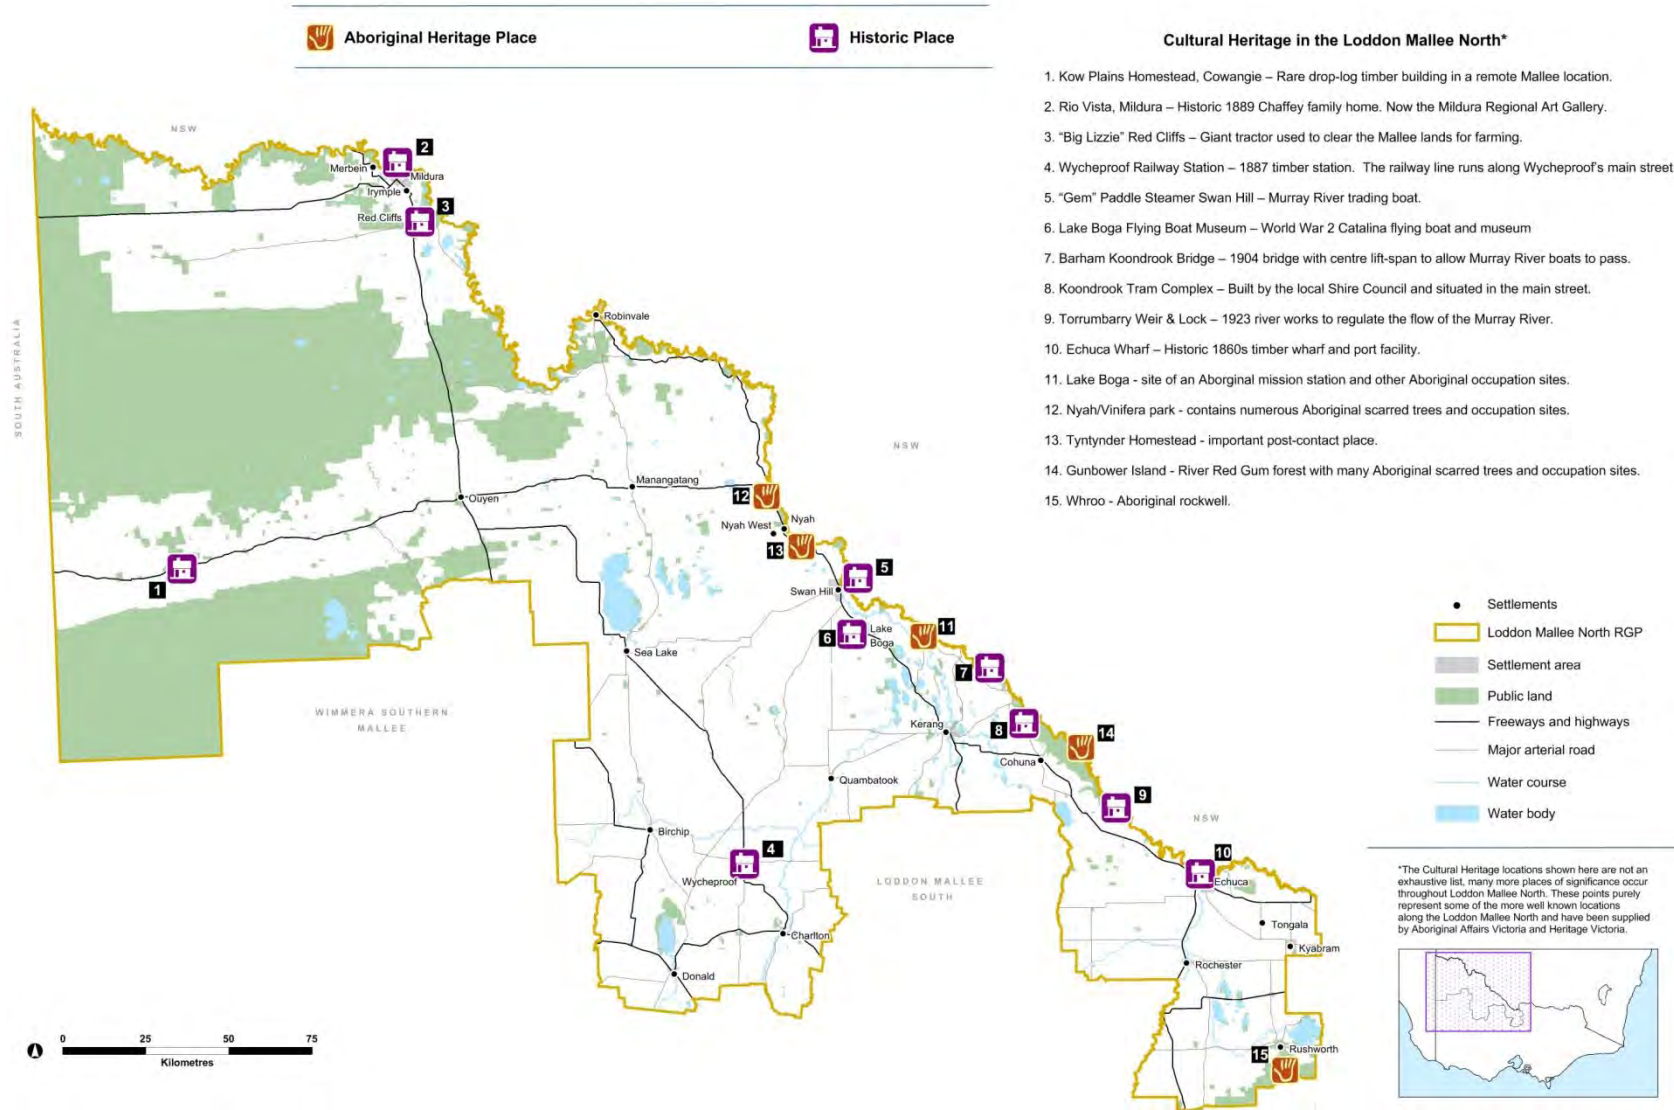 Aboriginal Heritage Place
Historic Place
Cultural Heritage in the Loddon Mallee North*
1. Kow Plains Homestead, Cowangie – Rare drop-log timber building in a remote Mallee location.
2. Rio Vista, Mildura – Historic 1889 Chaffey family home. Now the Mildura Regional Art Gallery.
3. “Big Lizzie” Red Cliffs – Giant tractor used to clear the Mallee lands for farming.
4. Wycheproof Railway Station – 1887 timber station. The railway line runs along Wycheproof’s main street
5. “Gem” Paddle Steamer Swan Hill – Murray River trading boat.
6. Lake Boga Flying Boat Museum – World War 2 Catalina flying boat and museum
7. Barham Koondrook Bridge – 1904 bridge with centre lift-span to allow Murray River boats to pass.
8. Koondrook Tram Complex – Built by the local Shire Council and situated in the main street.
9. Torrumbarry Weir & Lock – 1923 river works to regulate the flow of the Murray River.
10. Echuca Wharf – Historic 1860s timber wharf and port facility.
11. Lake Boga - site of an Aborginal mission station and other Aboriginal occupation sites.
12. Nyah/Vinifera park - contains numerous Aboriginal scarred trees and occupation sites.
13. Tyntynder Homestead - important post-contact place.
14. Gunbower Island - River Red Gum forest with many Aboriginal scarred trees and occupation sites.
15. Whroo - Aboriginal rockwell.
NSW
2
Merbein
Mildura
Irymple
3
Red Cliffs
SOUTH AUSTRALIA
Robinvale
NSW
Manangatang
12
Ouyen
Nyah West
Nyah
13
1
5
Swan Hill
6
Lake
Boga
11
Sea Lake
7
WIMMERA SOUTHERN
MALLEE
Kerang
8
14
Cohuna
Quambatook
9
NSW
Birchip
4
Wycheproof
10
Echuca
LODDON MALLEE
SOUTH
Tongala
Charlton
Kyabram
Donald
Rochester
15
Rushworth
Settlements
Loddon Mallee North RGP
Settlement area
Public land
Freeways and highways
Major arterial road
Water course
Water body
*The Cultural Heritage locations shown here are not an
exhaustive list, many more places of significance occur
throughout Loddon Mallee North. These points purely
represent some of the more well known locations
along the Loddon Mallee North and have been supplied
by Aboriginal Affairs Victoria and Heritage Victoria.
0 25 50 75
Kilometres